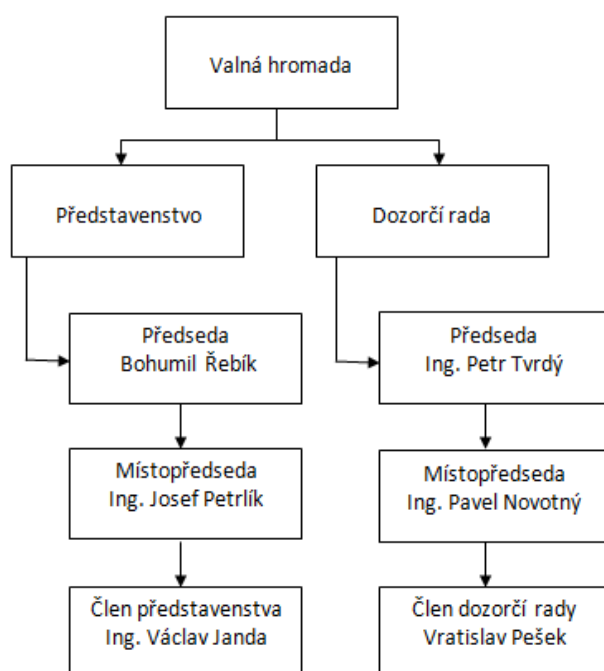 Valná hromada
Představenstvo
Dozorčí rada
Předseda
Bohumil Řebík
Předseda
Ing. Petr Tvrdý
Místopředseda
Ing. Josef Petrlík
Místopředseda
Ing. Pavel Novotný
Člen představenstva
Ing. Václav Janda
Člen dozorčí rady
Vratislav Pešek